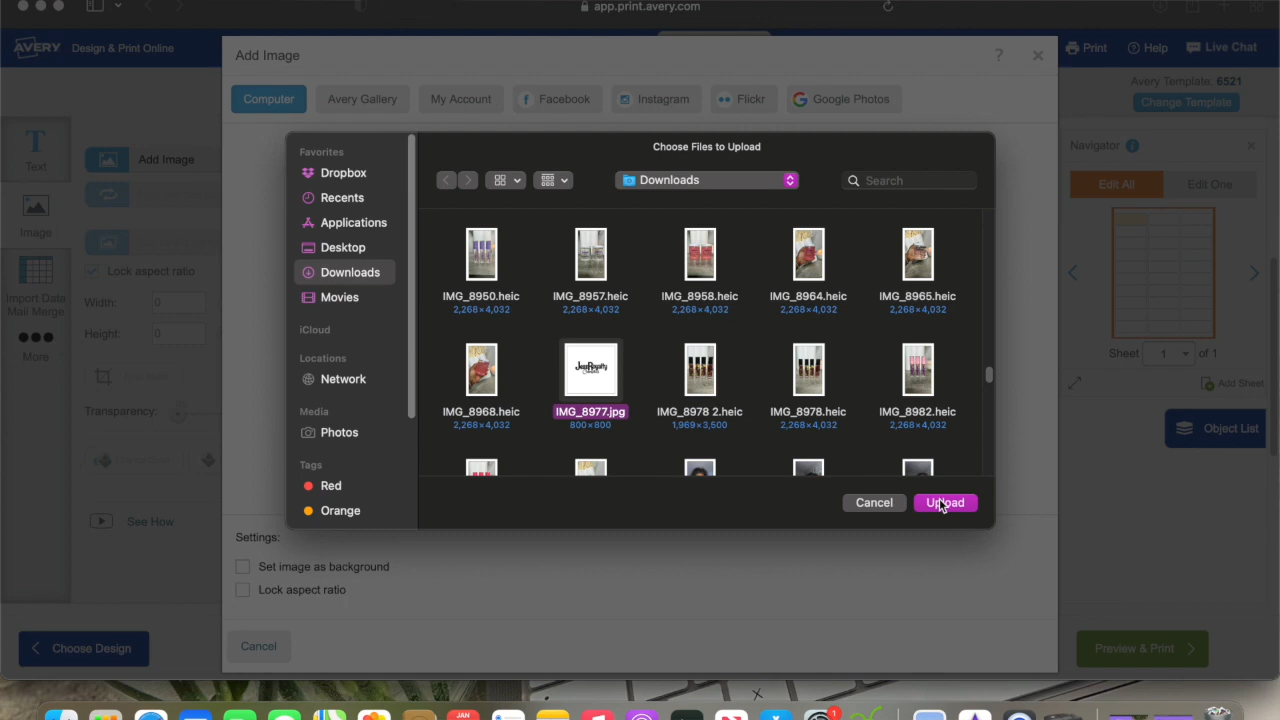 app.print.avery.com
AVERY Design & Print Online
Print
Help
Live Chat
Add Image
?
Computer
Avery Gallery
My Account
Facebook
Instagram
Flickr
Google Photos
Avery Template: 6521
Change Template
Text
Image
Import Data
Mail Merge
More
Add Image
Lock aspect ratio
Width: 0
Height: 0
Transparency:
See How
Favorites
Dropbox
Recents
Applications
Desktop
Downloads
Movies
iCloud
Locations
Network
Media
Photos
Tags
Red
Orange
Choose Files to Upload
Downloads
Search
IMG_8950.heic
2,268×4,032
IMG_8957.heic
2,268×4,032
IMG_8958.heic
2,268×4,032
IMG_8964.heic
2,268×4,032
IMG_8965.heic
2,268×4,032
IMG_8968.heic
2,268×4,032
IMG_8977.jpg
800×800
IMG_8978 2.heic
1,969×3,500
IMG_8978.heic
2,268×4,032
IMG_8982.heic
2,268×4,032
Cancel
Upload
Navigator
Edit All
Edit One
Sheet 1 of 1
Add Sheet
Object List
Settings:
Set image as background
Lock aspect ratio
Cancel
Choose Design
Preview & Print
JAN
1